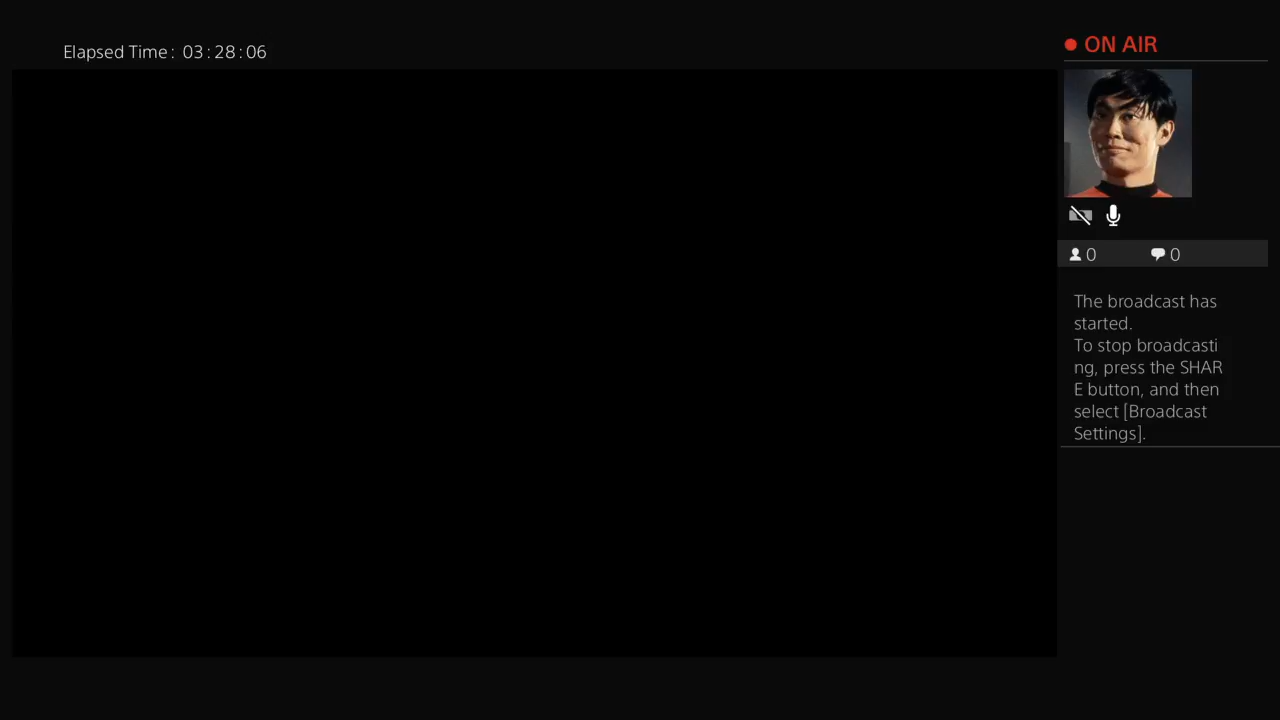 Elapsed Time: 03:28:06
ON AIR
0 0
The broadcast has
started.
To stop broadcasti
ng, press the SHAR
E button, and then
select [Broadcast
Settings].